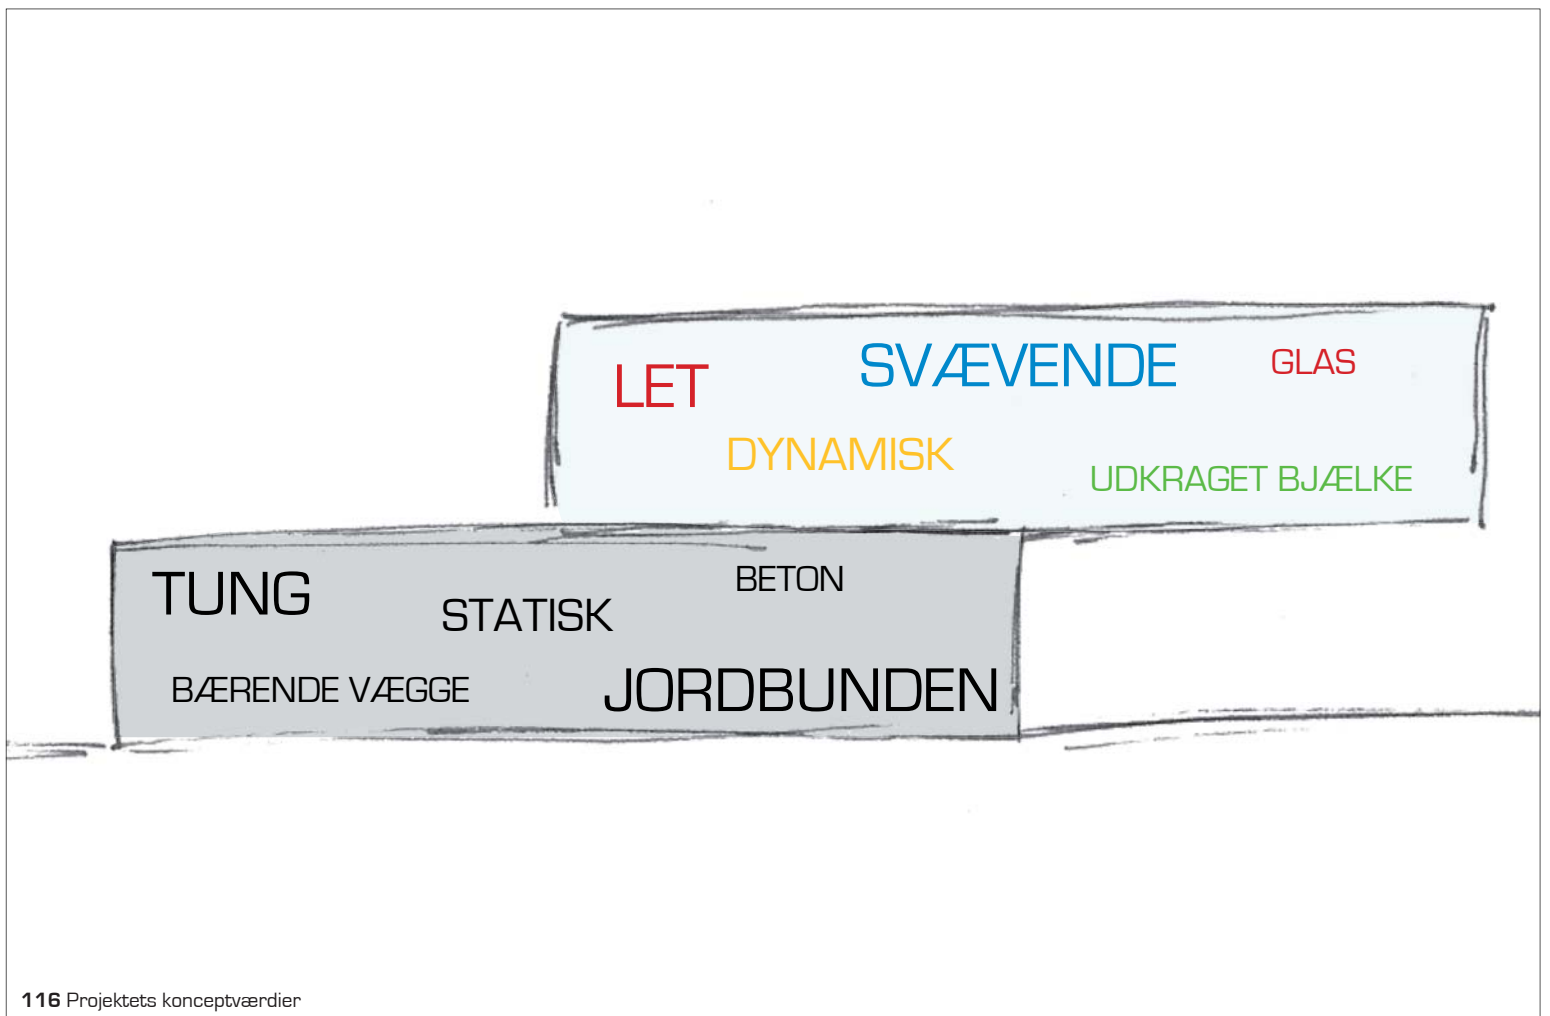 LET
SVÆVENDE
GLAS
DYNAMISK
UDKRAGET BJÆLKE
TUNG
STATISK
BETON
BÆRENDE VÆGGE
JORDBUNDEN
116 Projektets konceptværdier